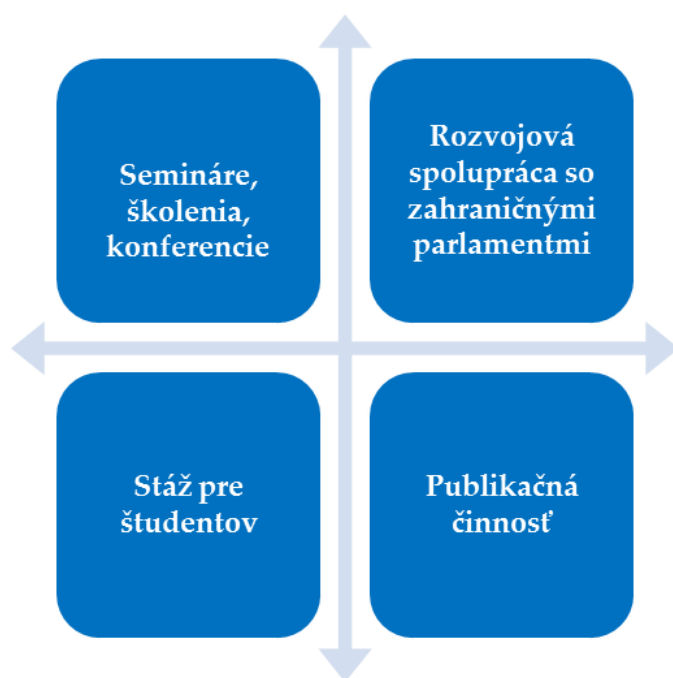 Semináre,
školenia,
konferencie
Rozvojová
spolupráca so
zahraničnými
parlamentmi
Stáž pre
študentov
Publikačná
činnosť